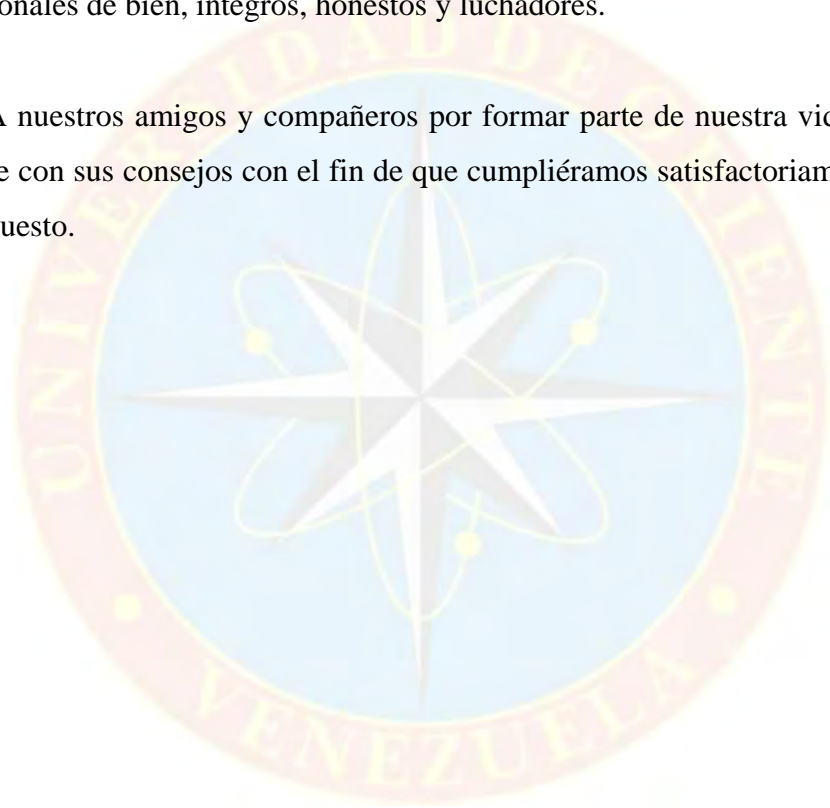 onales de bien, íntegros, honestos y luchadores.
A nuestros amigos y compañeros por formar parte de nuestra vid
e con sus consejos con el fin de que cumpliéramos satisfactoriam
uesto.
UNIVERSIDAD DE ORIENTE
VENEZUELA